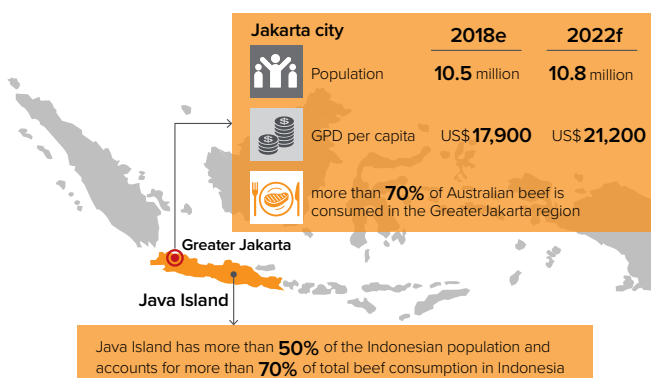 Jakarta city 2018e 2022f
Population 10.5 million 10.8 million
GPD per capita US$ 17,900 US$ 21,200
more than 70% of Australian beef is
consumed in the GreaterJakarta region
Greater Jakarta
Java Island
Java Island has more than 50% of the Indonesian population and
accounts for more than 70% of total beef consumption in Indonesia